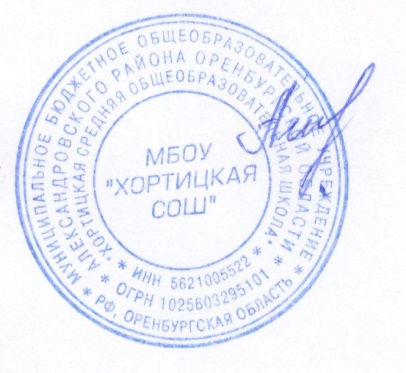 МУНИЦИПАЛЬНОЕ БЮДЖЕТНОЕ ОБЩЕОБРАЗОВАТЕЛЬНОЕ УЧРЕЖДЕНИЕ
* РФ, ОРЕНБУРГСКАЯ ОБЛАСТЬ *
* АЛЕКСАНДРОВСКОГО РАЙОНА ОРЕНБУРГСКОЙ ОБЛАСТИ
* ОГРН 1025603295101 *
"ХОРТИЦКАЯ СРЕДНЯЯ ОБЩЕОБРАЗОВАТЕЛЬНАЯ ШКОЛА"
* ИНН 5621005522 *
МБОУ
"ХОРТИЦКАЯ
СОШ"